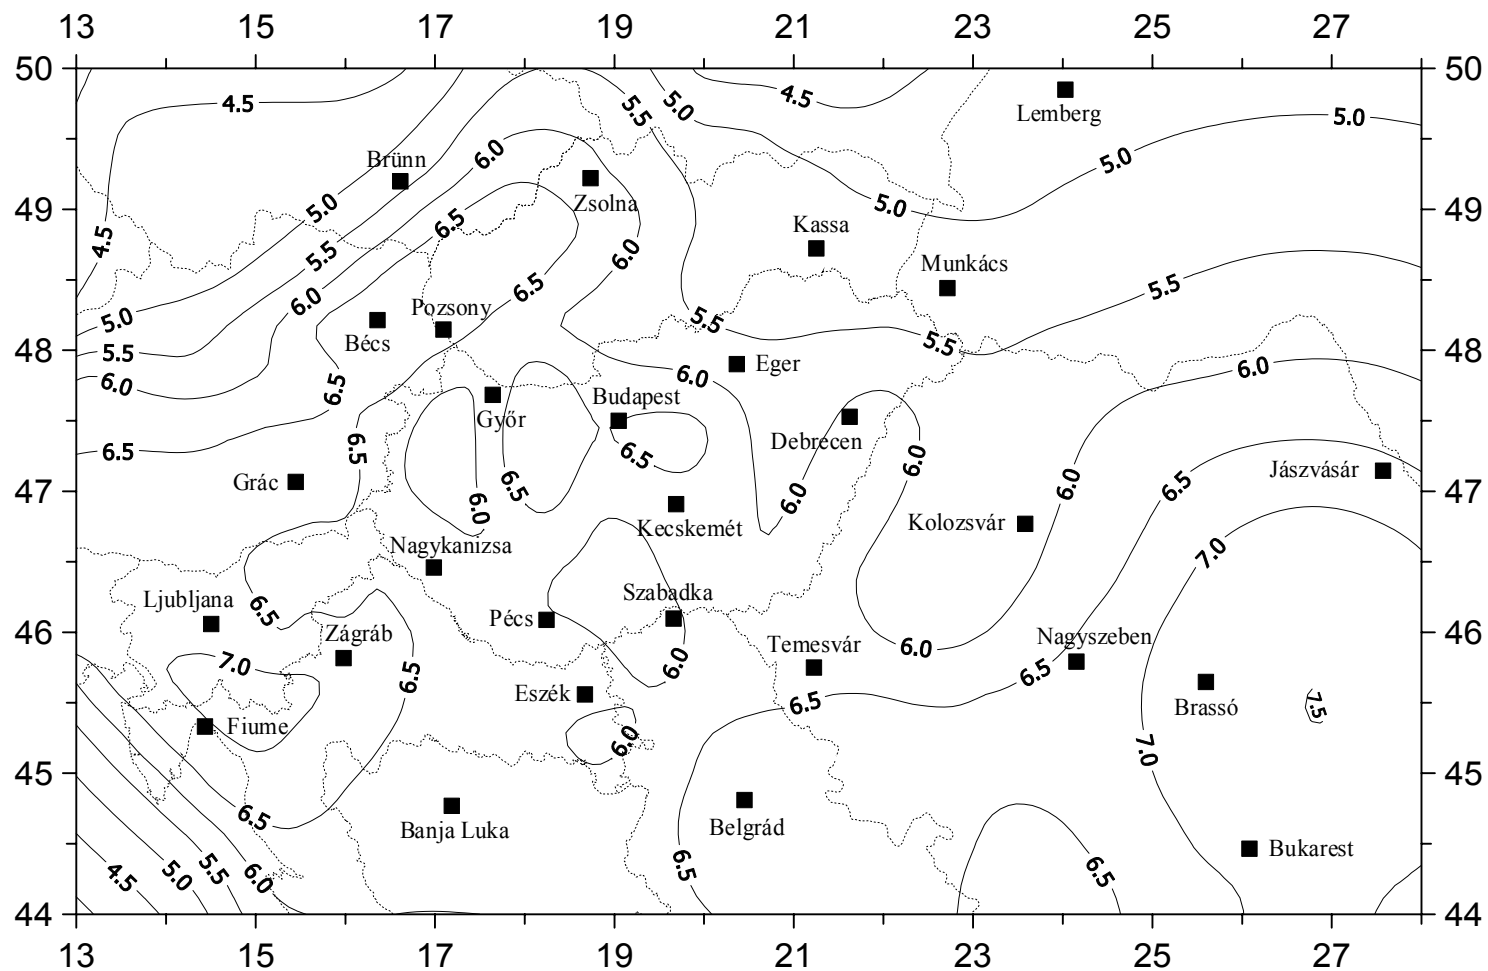 13 15 17 19 21 23 25 27
50 50
4.5 5.5 5.0 4.5 Lemberg 5.0
Brünn 6.0 5.0
Zsolna
49 5.0 6.5 5.0 49
4.5 5.5 6.0 Kassa
Munkács
5.0 6.0 Pozsony 6.5 5.5 5.5
Bécs 5.5
48 5.5 48
6.0 6.5 6.0 Eger 6.0
Budapest
Győr
6.5 6.5 6.5 Debrecen 6.0
Grác Jászvásár
47 6.5 6.0 6.0 6.0 6.5 47
Kecskemét Kolozsvár
Nagykanizsa 7.0
Ljubljana 6.5 Szabadka
Pécs
46 Zágráb Temesvár 6.0 Nagyszeben 46
7.0 6.5 6.0 6.5
Eszék 6.5 Brassó 7.5
Fiume 6.0
45 7.0 45
6.5
Banja Luka Belgrád
Bukarest
4.5 5.0 5.5 6.0 6.5 6.5
44 44
13 15 17 19 21 23 25 27